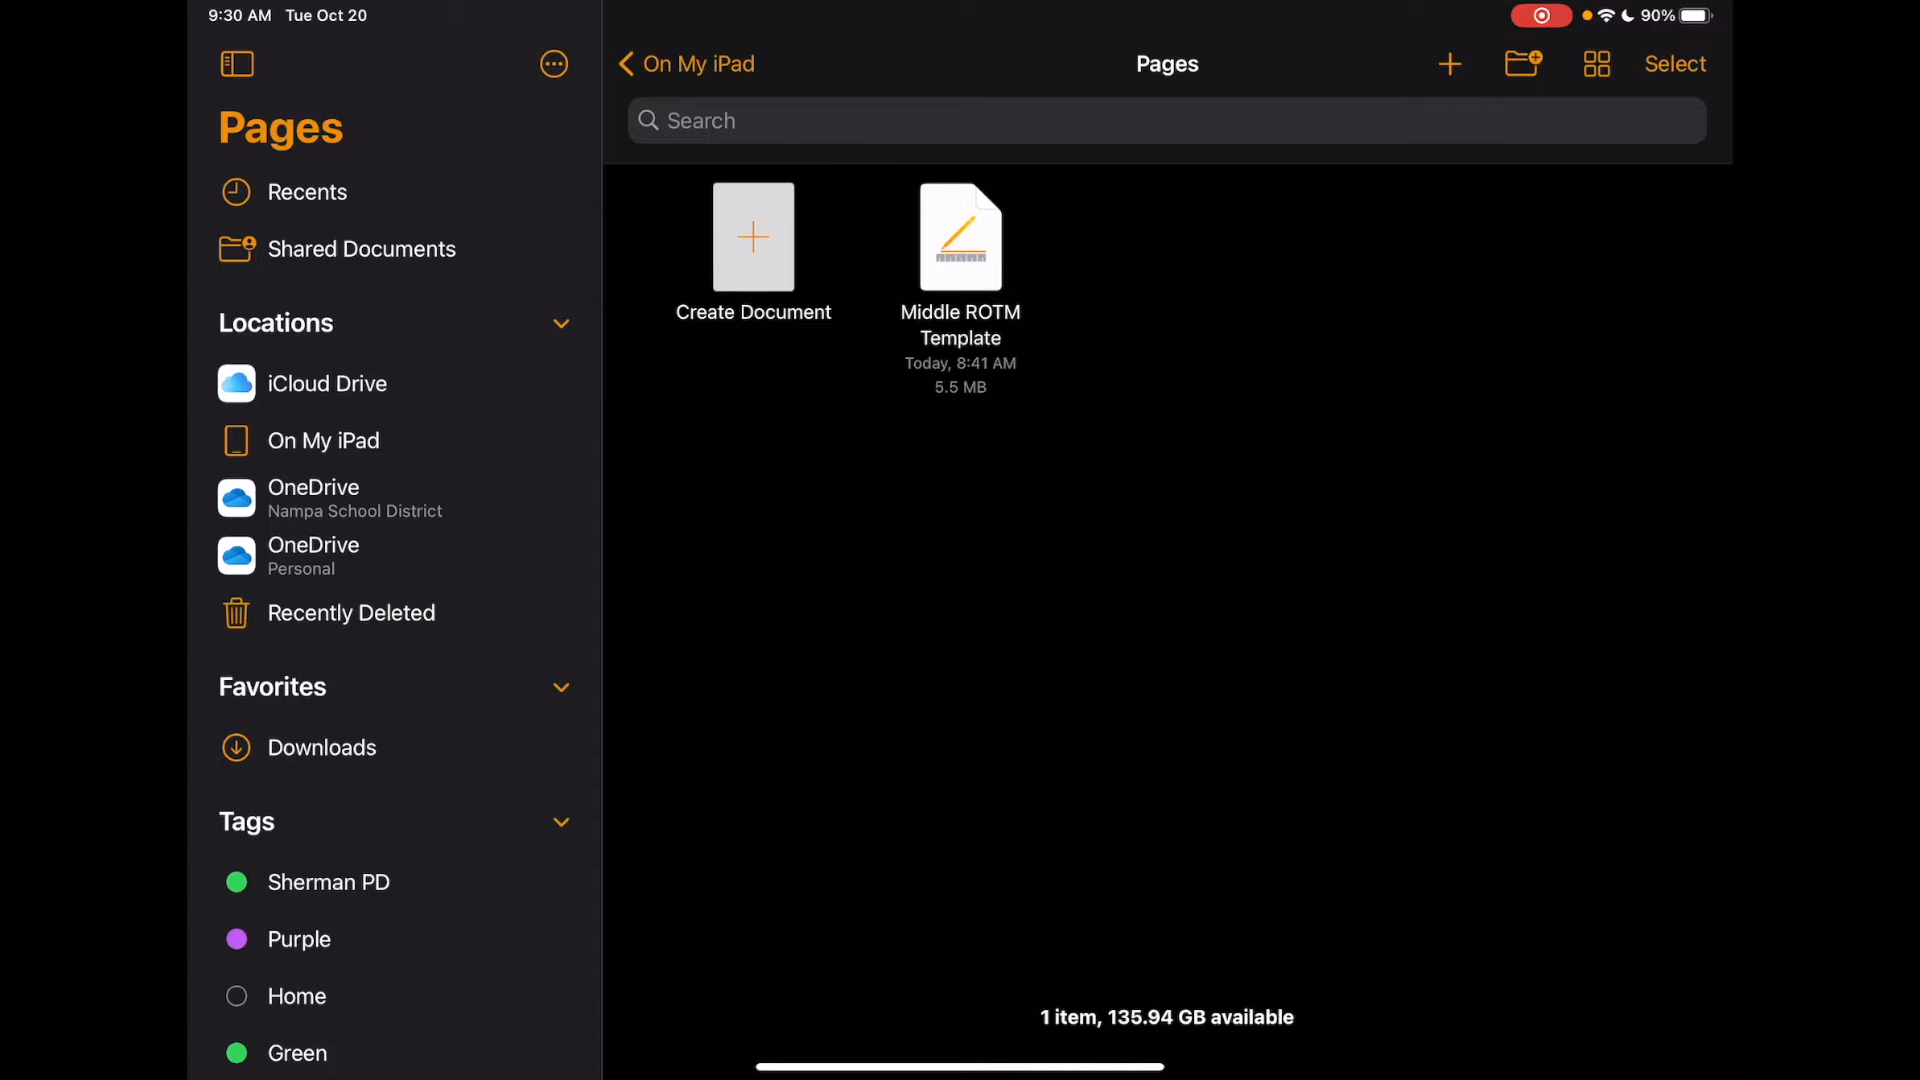 9:30 AM Tue Oct 20
90%
Pages
Recents
Shared Documents
Locations
iCloud Drive
On My iPad
OneDrive
Nampa School District
OneDrive
Personal
Recently Deleted
Favorites
Downloads
Tags
Sherman PD
Purple
Home
Green
On My iPad
Pages
Select
Search
Create Document
Middle ROTM
Template
Today, 8:41 AM
5.5 MB
1 item, 135.94 GB available